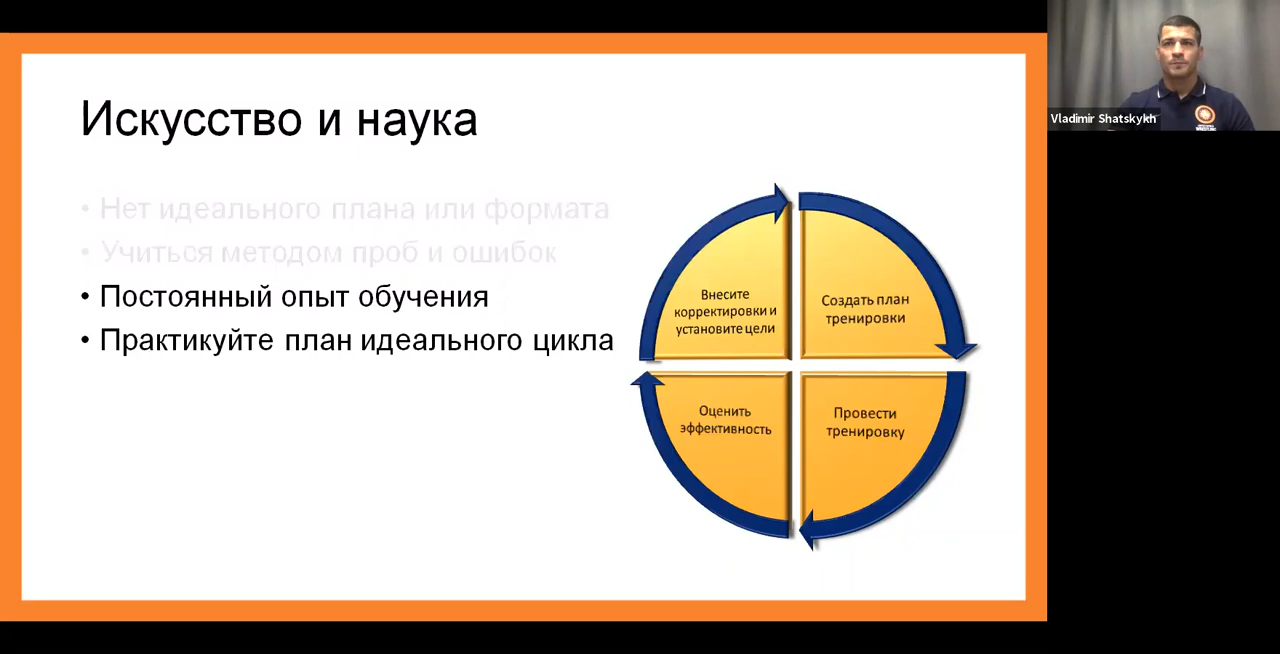 Искусство и наука
• Нет идеального плана или формата
• Учиться методом проб и ошибок
• Постоянный опыт обучения
• Практикуйте план идеального цикла
Внесите
корректировки и
установите цели
Создать план
тренировки
Оценить
эффективность
Провести
тренировку
Vladimir Shatskykh
WRESTLING